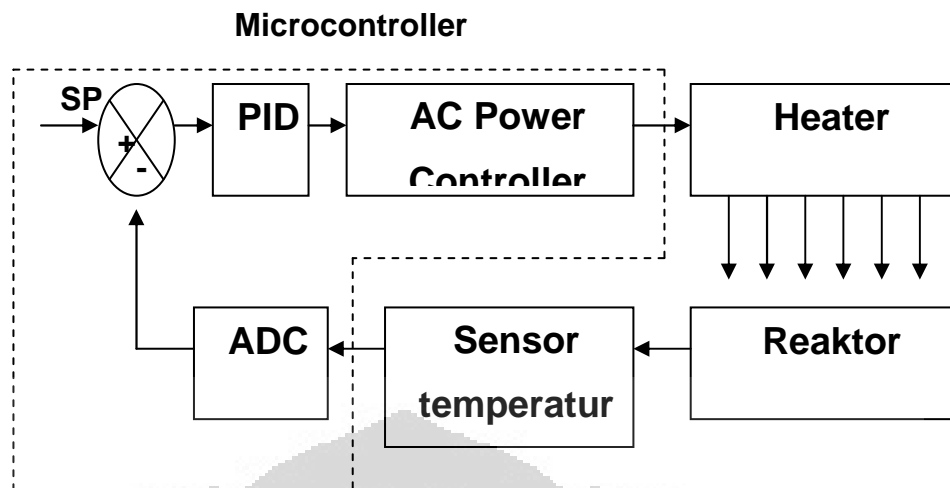 Microcontroller
SP
PID
AC Power
Controller
Heater
+
-
ADC
Sensor
temperatur
Reaktor